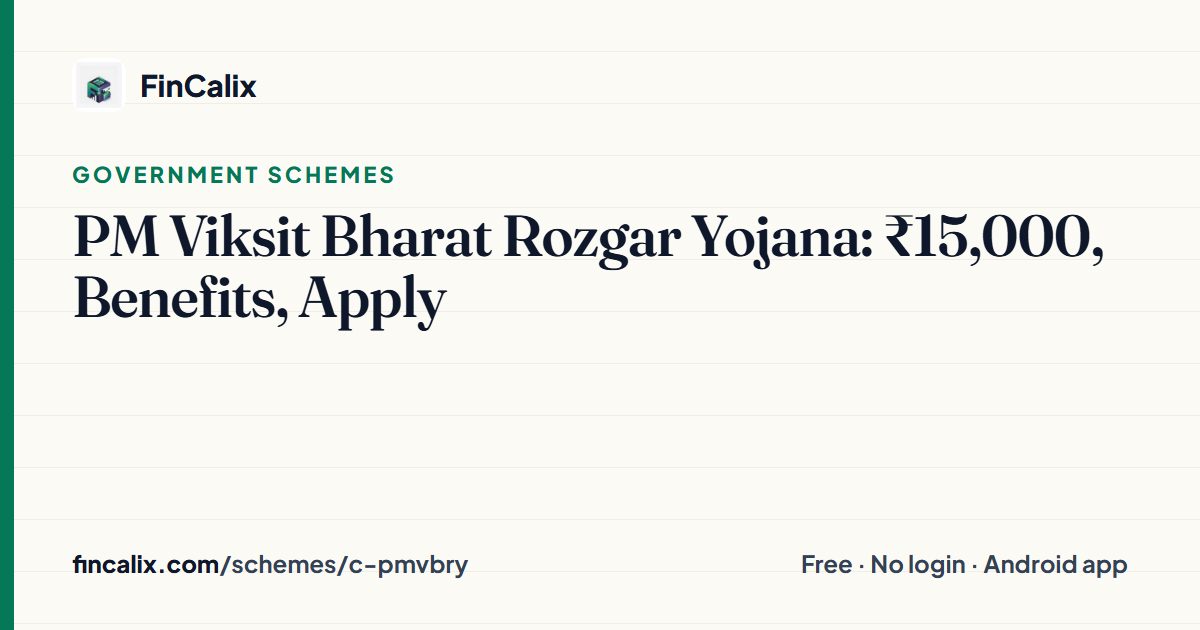 FinCalix
GOVERNMENT SCHEMES
PM Viksit Bharat Rozgar Yojana: ₹15,000,
Benefits, Apply
fincalix.com/schemes/c-pmvbry
Free · No login · Android app